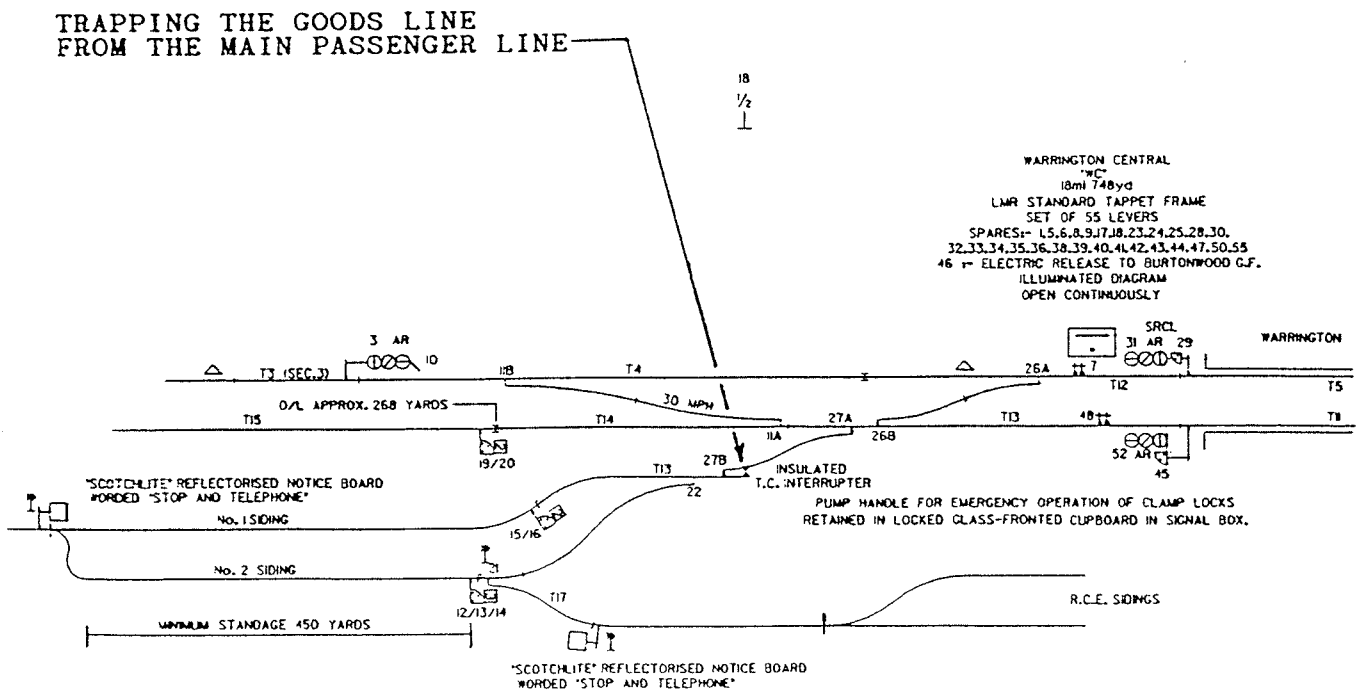 TRAPPING THE GOODS LINE
FROM THE MAIN PASSENGER LINE
18
1/2
WARRINGTON CENTRAL
"WC"
18ml 748yd
LMR STANDARD TAPPET FRAME
SET OF 55 LEVERS
SPARES:- 1.5.6.8.9.17.18.23.24.25.28.30.
32.33.34.35.36.38.39.40.41.42.43.44.47.50.55
46 :- ELECTRIC RELEASE TO BURTONWOOD G.F.
ILLUMINATED DIAGRAM
OPEN CONTINUOUSLY
3 AR
10
SRCL
31 AR 29
WARRINGTON
7
T3 (SEC.3)
11B
T4
26A
T12
T5
O/L APPROX. 268 YARDS
30 MPH
T15
T14
11A
27A
26B
T13
48
T11
19/20
52 AR
45
27B
T13
22
INSULATED
T.C. INTERRUPTER
"SCOTCHLITE" REFLECTORISED NOTICE BOARD
WORDED "STOP AND TELEPHONE"
PUMP HANDLE FOR EMERGENCY OPERATION OF CLAMP LOCKS
RETAINED IN LOCKED GLASS-FRONTED CUPBOARD IN SIGNAL BOX.
No. 1 SIDING
15/16
No. 2 SIDING
21
12/13/14
T17
R.C.E. SIDINGS
MINIMUM STANDAGE 450 YARDS
"SCOTCHLITE" REFLECTORISED NOTICE BOARD
WORDED "STOP AND TELEPHONE"